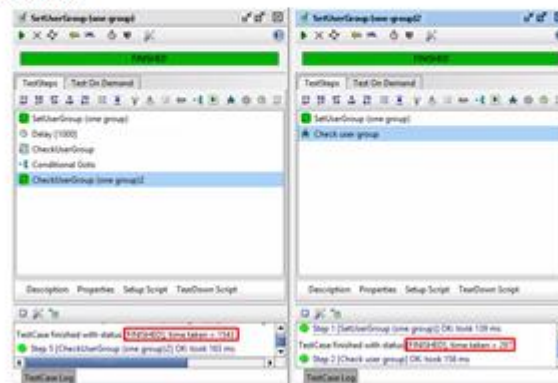 SetUserGroup (one group)
FINISHED
TestSteps Test On Demand
SetUserGroup (one group)
Delay [1000]
CheckUserGroup
Conditional Goto
CheckUserGroup (one group)2
Description Properties Setup Script TearDown Script
TestCase finished with status [FINISHED], time taken = 1343
Step 5 [CheckUserGroup (one group)2] OK: took 103 ms
TestCase Log
SetUserGroup (one group)2
FINISHED
TestSteps Test On Demand
SetUserGroup (one group)
Check user group
Description Properties Setup Script TearDown Script
Step 1 [SetUserGroup (one group)] OK: took 139 ms
TestCase finished with status [FINISHED], time taken = 297
Step 2 [Check user group] OK: took 158 ms
TestCase Log